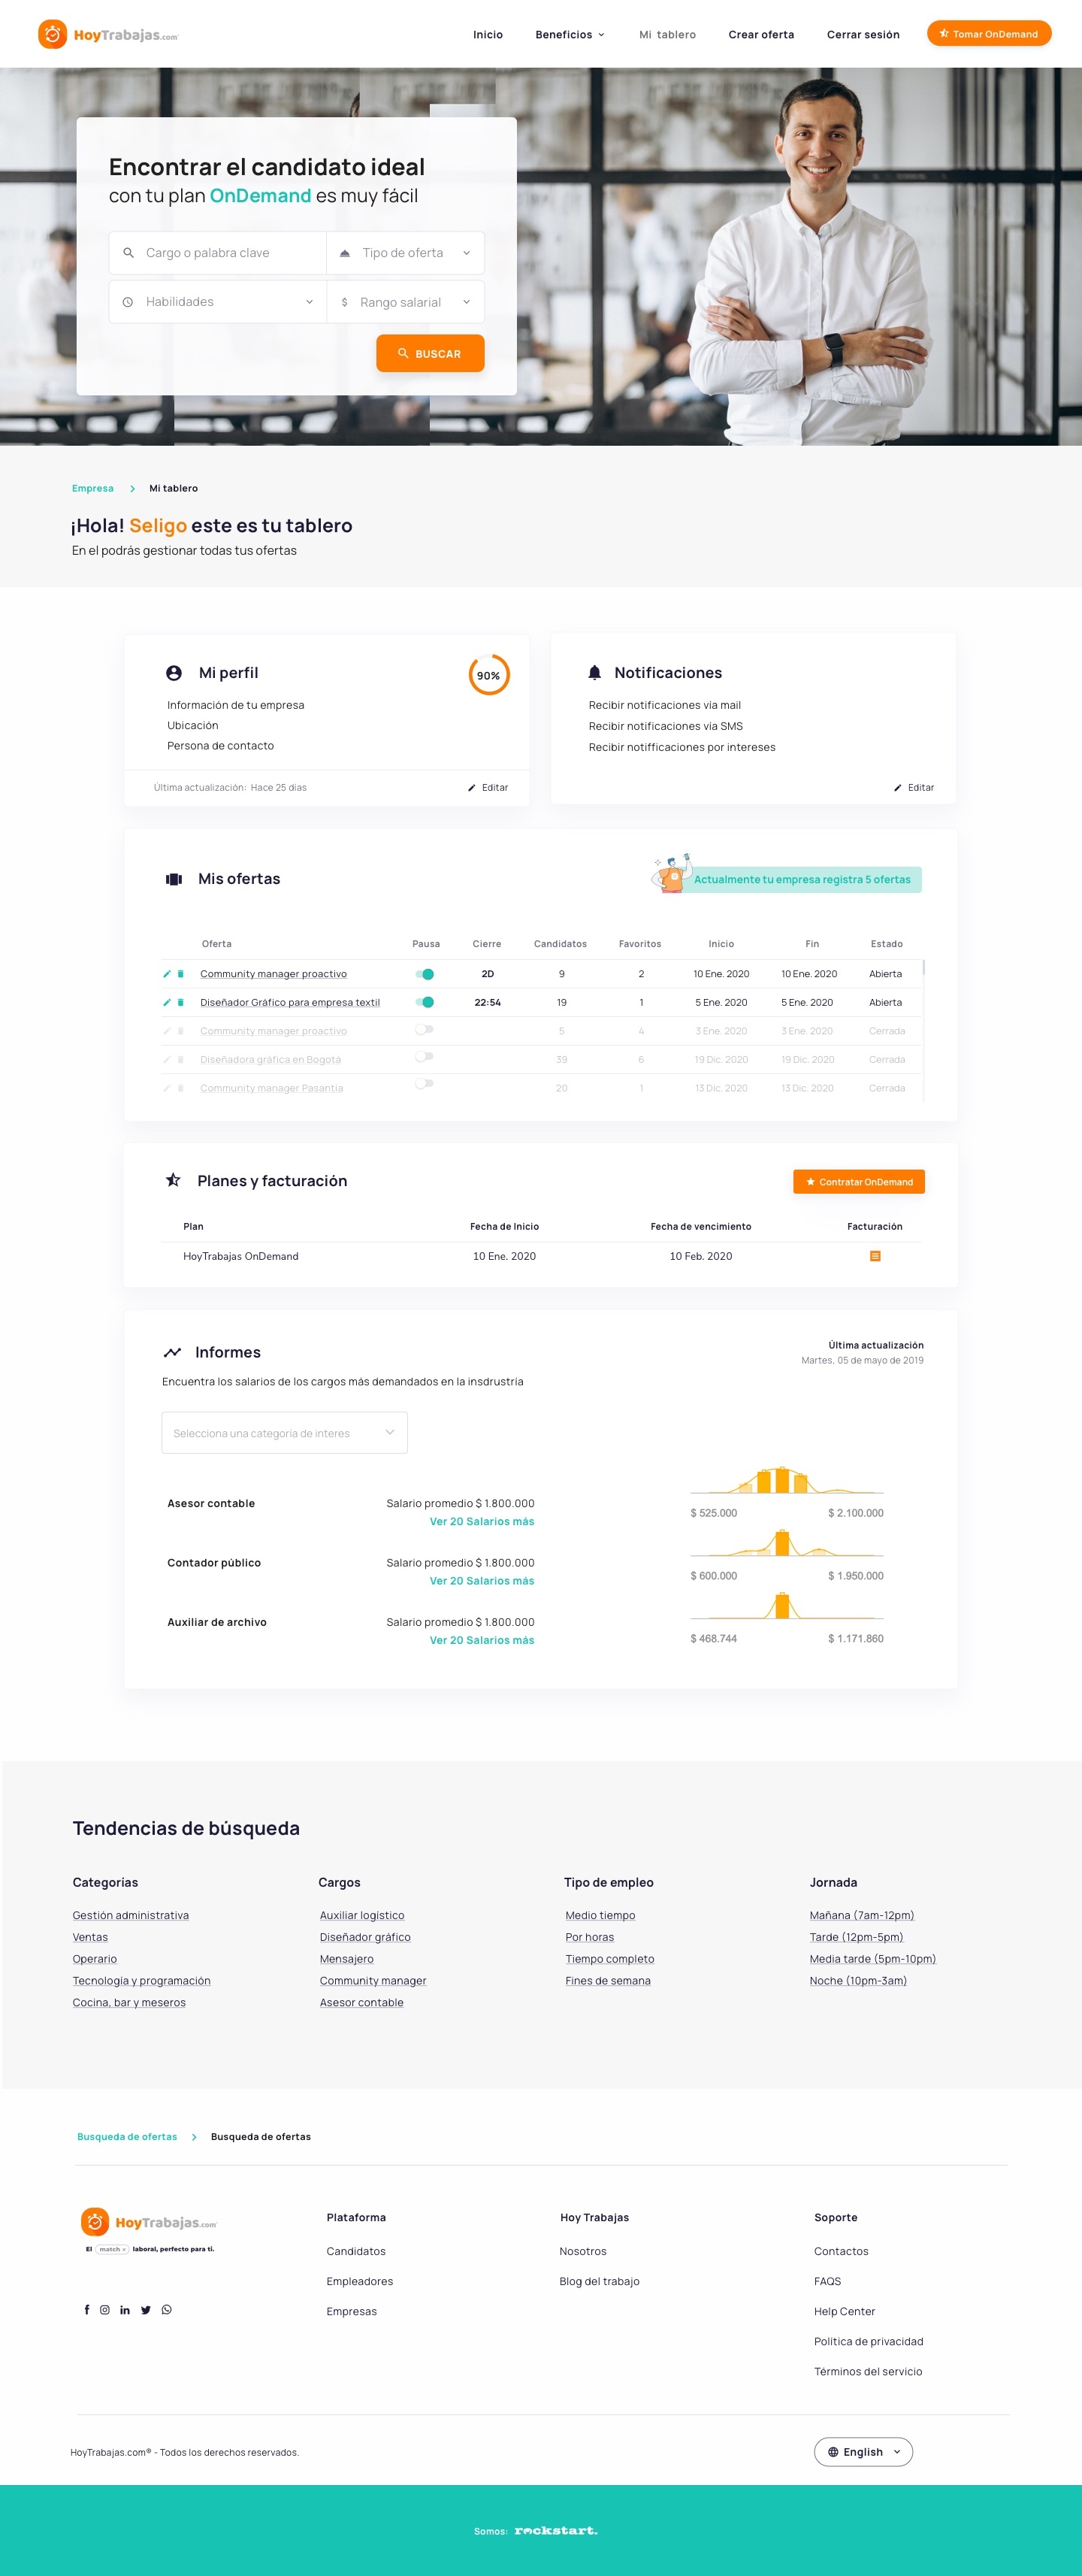 HoyTrabajas.com
Inicio
Beneficios
Mi tablero
Crear oferta
Cerrar sesión
Tomar OnDemand
Encontrar el candidato ideal
con tu plan OnDemand es muy fácil
Cargo o palabra clave
Tipo de oferta
Habilidades
Rango salarial
BUSCAR
Empresa > Mi tablero
¡Hola! Seligo este es tu tablero
En el podrás gestionar todas tus ofertas
Mi perfil
90%
Información de tu empresa
Ubicación
Persona de contacto
Última actualización: Hace 25 días
Editar
Notificaciones
Recibir notificaciones vía mail
Recibir notificaciones vía SMS
Recibir notifficaciones por intereses
Editar
Mis ofertas
Actualmente tu empresa registra 5 ofertas
Oferta Pausa Cierre Candidatos Favoritos Inicio Fin Estado
Community manager proactivo 2D 9 2 10 Ene. 2020 10 Ene. 2020 Abierta
Diseñador Gráfico para empresa textil 22:54 19 1 5 Ene. 2020 5 Ene. 2020 Abierta
Community manager proactivo 5 4 3 Ene. 2020 3 Ene. 2020 Cerrada
Diseñadora gráfica en Bogotá 39 6 19 Dic. 2020 19 Dic. 2020 Cerrada
Community manager Pasantía 20 1 13 Dic. 2020 13 Dic. 2020 Cerrada
Planes y facturación
Contratar OnDemand
Plan Fecha de Inicio Fecha de vencimiento Facturación
HoyTrabajas OnDemand 10 Ene. 2020 10 Feb. 2020
Informes
Última actualización
Martes, 05 de mayo de 2019
Encuentra los salarios de los cargos más demandados en la insdrustria
Selecciona una categoría de interes
Asesor contable
Salario promedio $ 1.800.000
Ver 20 Salarios más
$ 525.000 $ 2.100.000
Contador público
Salario promedio $ 1.800.000
Ver 20 Salarios más
$ 600.000 $ 1.950.000
Auxiliar de archivo
Salario promedio $ 1.800.000
Ver 20 Salarios más
$ 468.744 $ 1.171.860
Tendencias de búsqueda
Categorías
Gestión administrativa
Ventas
Operario
Tecnología y programación
Cocina, bar y meseros
Cargos
Auxiliar logístico
Diseñador gráfico
Mensajero
Community manager
Asesor contable
Tipo de empleo
Medio tiempo
Por horas
Tiempo completo
Fines de semana
Jornada
Mañana (7am-12pm)
Tarde (12pm-5pm)
Media tarde (5pm-10pm)
Noche (10pm-3am)
Busqueda de ofertas > Busqueda de ofertas
HoyTrabajas.com
El match laboral, perfecto para ti.
Plataforma
Candidatos
Empleadores
Empresas
Hoy Trabajas
Nosotros
Blog del trabajo
Soporte
Contactos
FAQS
Help Center
Política de privacidad
Términos del servicio
HoyTrabajas.com® - Todos los derechos reservados.
English
Somos: rockstart.